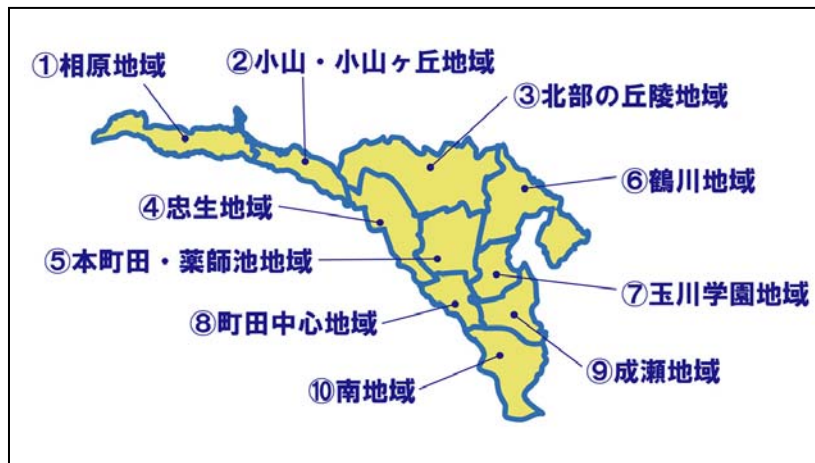 ①相原地域
②小山・小山ヶ丘地域
③北部の丘陵地域
④忠生地域
⑤本町田・薬師池地域
⑥鶴川地域
⑦玉川学園地域
⑧町田中心地域
⑨成瀬地域
⑩南地域